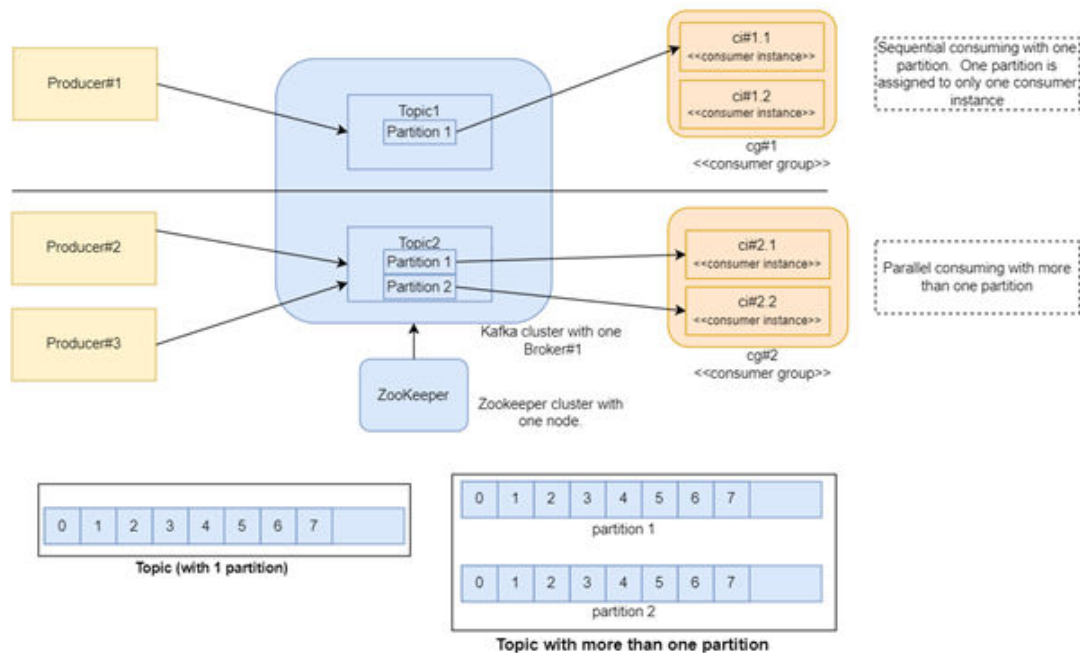 Producer#1
Topic1
Partition 1
ci#1.1
<<consumer instance>>
ci#1.2
<<consumer instance>>
cg#1
<<consumer group>>
Sequential consuming with one
partition. One partition is
assigned to only one consumer
instance
Producer#2
Producer#3
Topic2
Partition 1
Partition 2
Kafka cluster with one
Broker#1
ci#2.1
<<consumer instance>>
ci#2.2
<<consumer instance>>
cg#2
<<consumer group>>
Parallel consuming with more
than one partition
ZooKeeper
Zookeeper cluster with
one node.
0 1 2 3 4 5 6 7
Topic (with 1 partition)
0 1 2 3 4 5 6 7
partition 1
0 1 2 3 4 5 6 7
partition 2
Topic with more than one partition